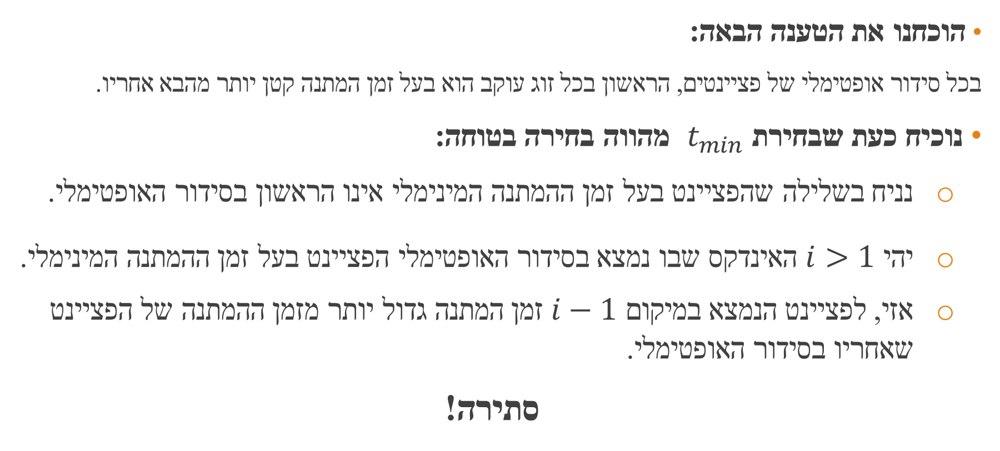 • הוכחנו את הטענה הבאה:
בכל סידור אופטימלי של פציינטים, הראשון בכל זוג עוקב הוא בעל זמן המתנה קטן יותר מהבא אחריו.
• נוכיח כעת שבחירת t_min מהווה בחירה בטוחה:
○ נניח בשלילה שהפציינט בעל זמן ההמתנה המינימלי אינו הראשון בסידור האופטימלי.
○ יהי i > 1 האינדקס שבו נמצא בסידור האופטימלי הפציינט בעל זמן ההמתנה המינימלי.
○ אזי, לפציינט הנמצא במיקום i − 1 זמן המתנה גדול יותר מזמן ההמתנה של הפציינט
שאחריו בסידור האופטימלי.
סתירה!